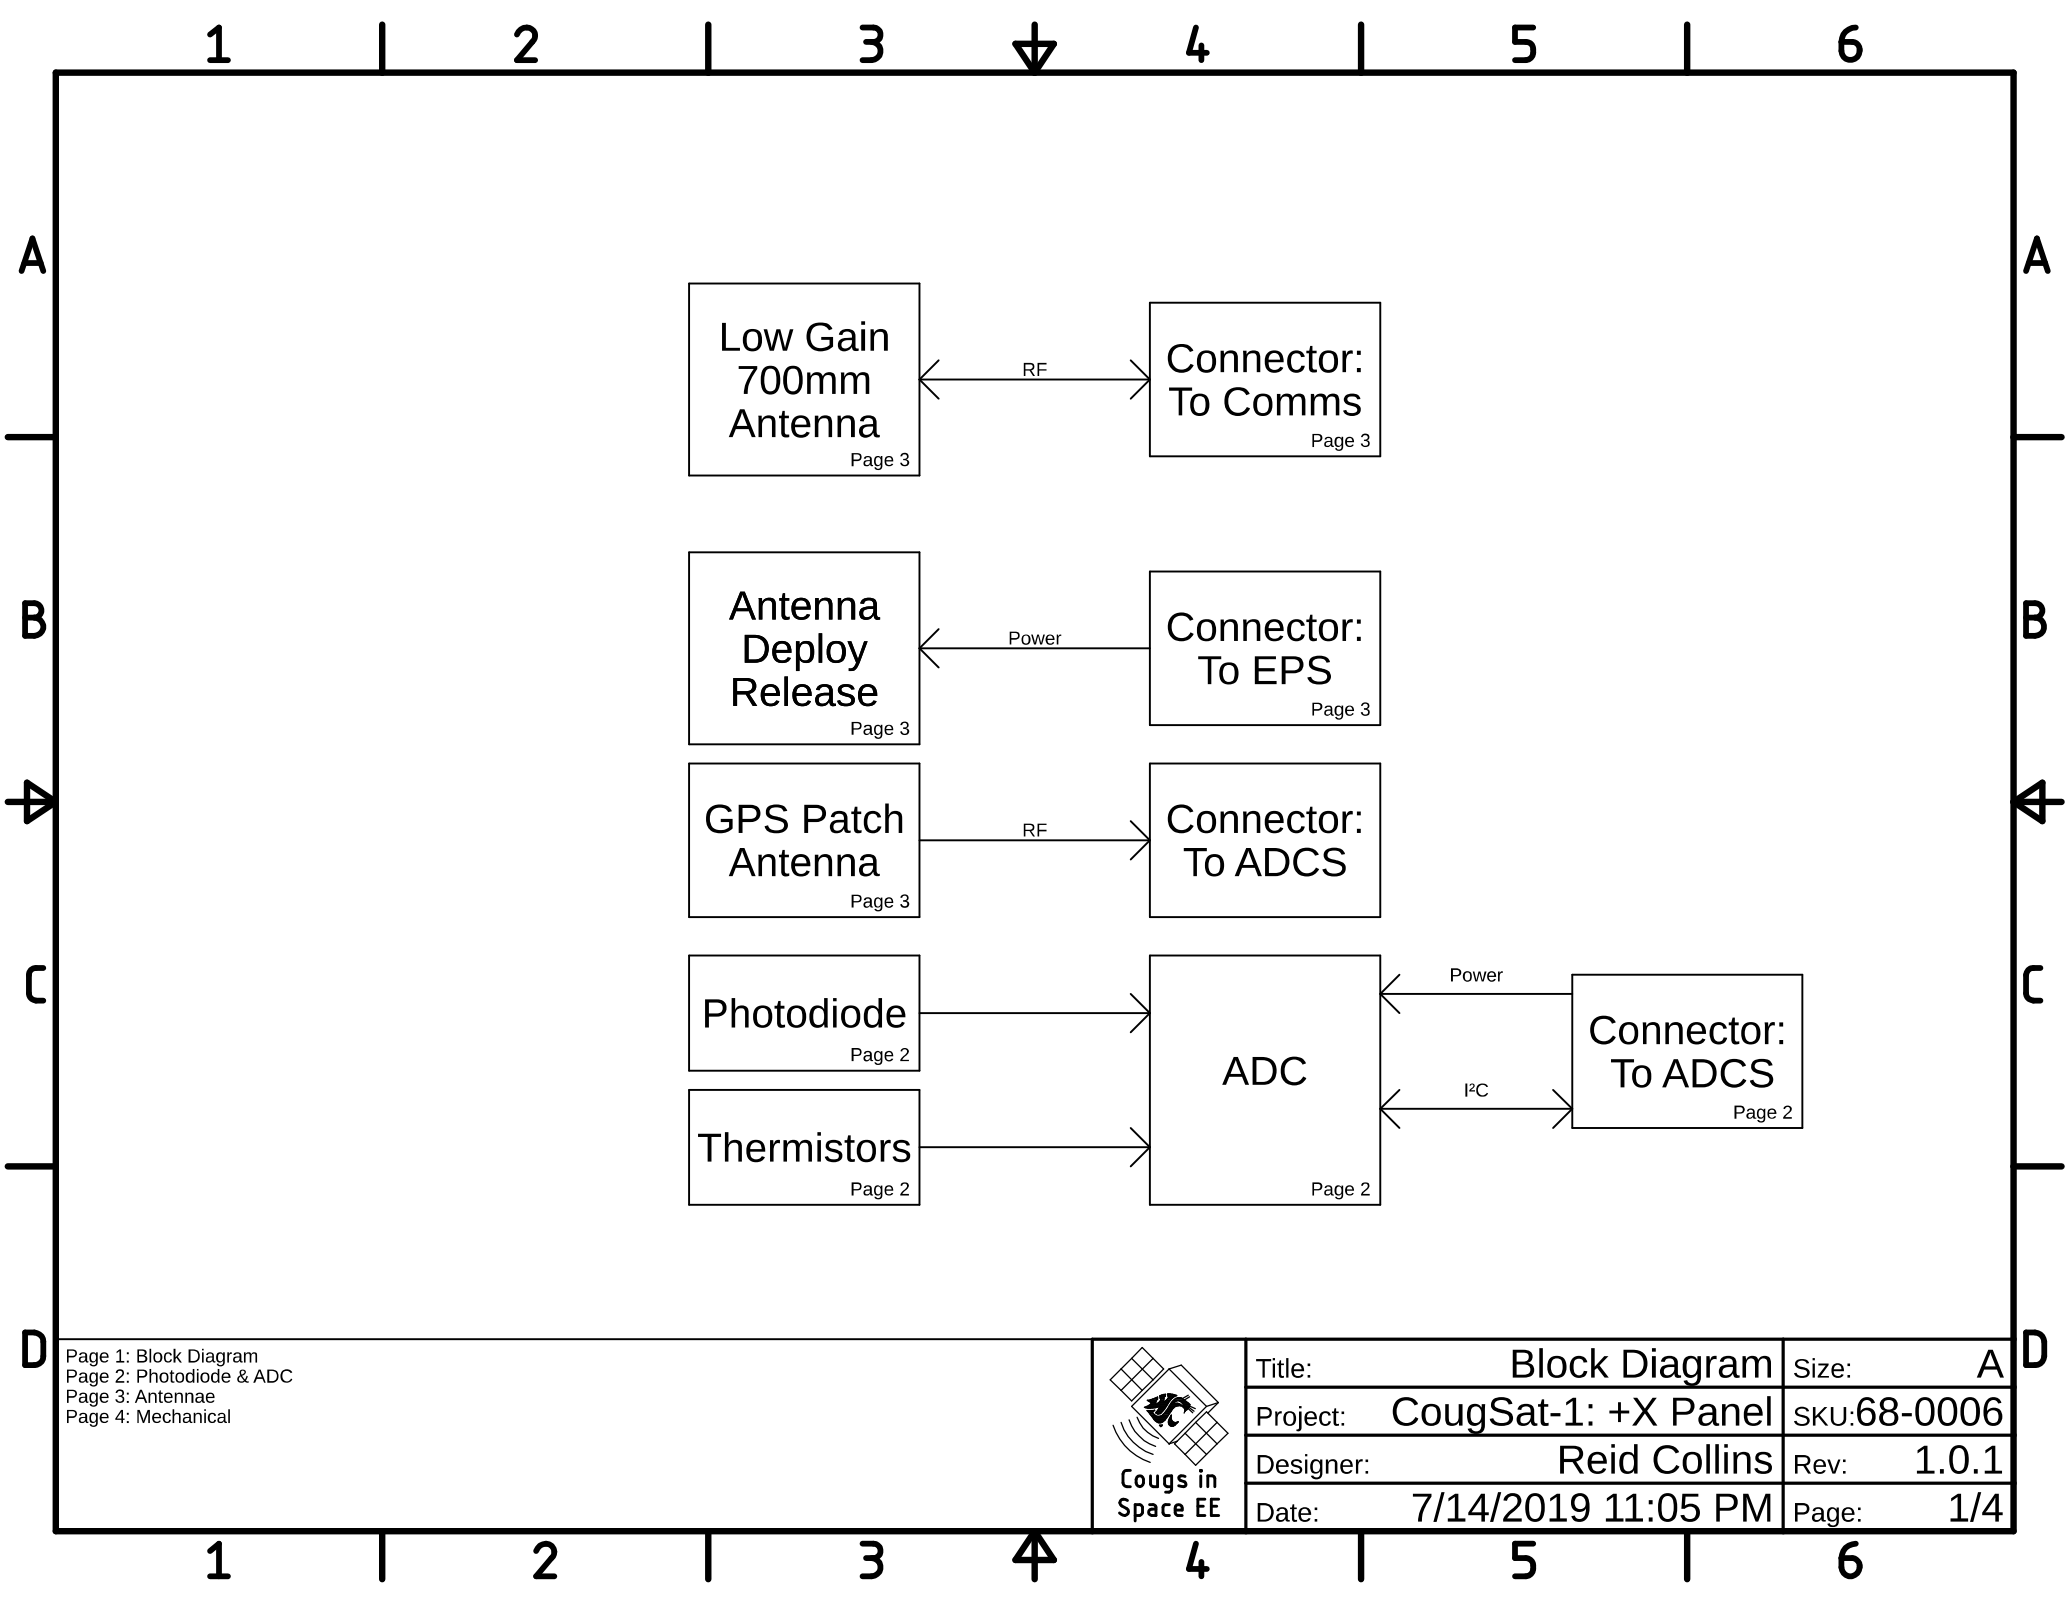 1 2 3 4 5 6
A A
Low Gain
700mm
Antenna
Page 3
RF
Connector:
To Comms
Page 3
B B
Antenna
Deploy
Release
Page 3
Power
Connector:
To EPS
Page 3
GPS Patch
Antenna
Page 3
RF
Connector:
To ADCS
C C
Photodiode
Page 2
Thermistors
Page 2
ADC
Page 2
Power
I²C
Connector:
To ADCS
Page 2
D D
Page 1: Block Diagram
Page 2: Photodiode & ADC
Page 3: Antennae
Page 4: Mechanical
Cougs in
Space EE
Title: Block Diagram
Size: A
Project: CougSat-1: +X Panel
SKU:68-0006
Designer: Reid Collins
Rev: 1.0.1
Date: 7/14/2019 11:05 PM
Page: 1/4
1 2 3 4 5 6